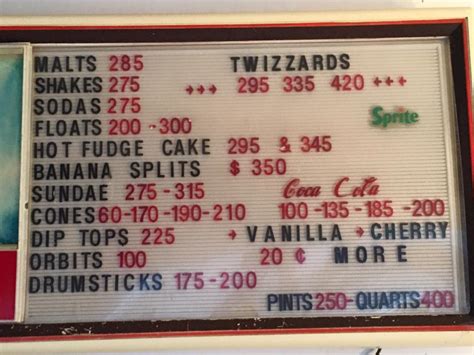 MALTS 285 TWIZZARDS
SHAKES 275 +++ 295 335 420 +++
SODAS 275
FLOATS 200 -300 Sprite
HOT FUDGE CAKE 295 & 345
BANANA SPLITS $ 350
SUNDAE 275 -315 Coca Cola
CONES 60-170-190-210 100 -135 -185 -200
DIP TOPS 225 → VANILLA → CHERRY
ORBITS 100 20 ¢ MORE
DRUMSTICKS 175-200
PINTS 250- QUARTS 400